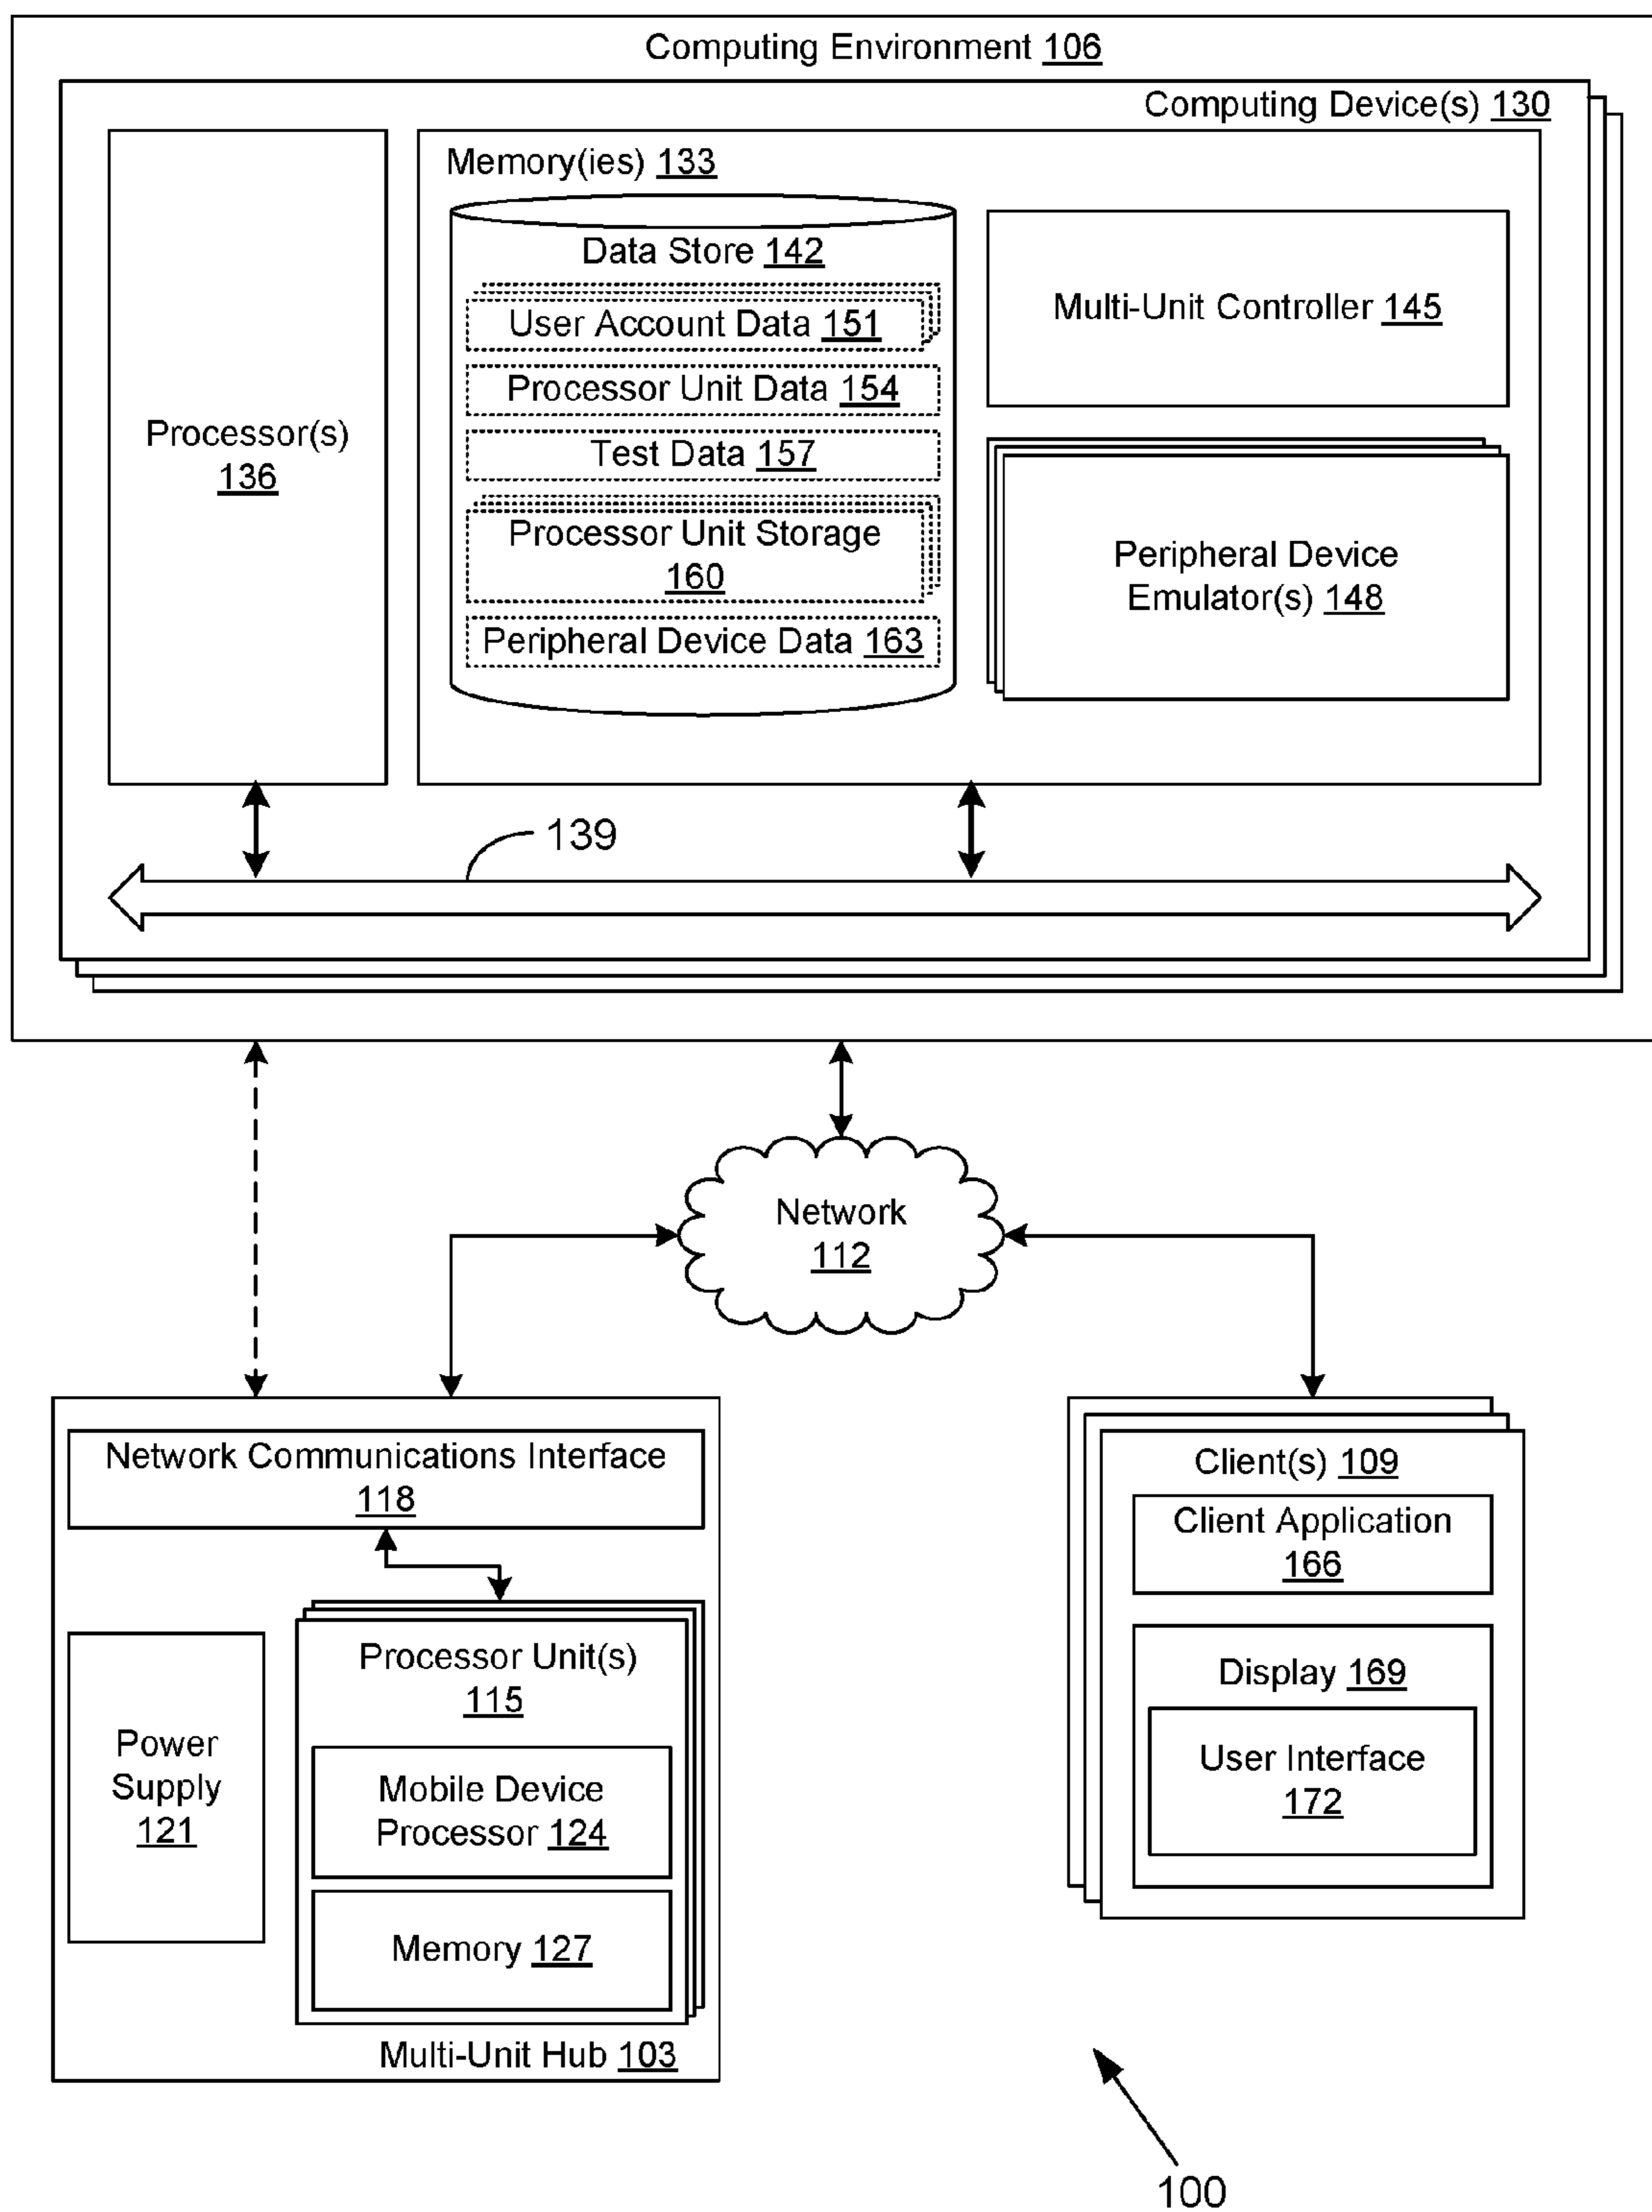 Computing Environment 106
Computing Device(s) 130
Memory(ies) 133
Data Store 142
User Account Data 151
Processor Unit Data 154
Test Data 157
Processor Unit Storage
160
Peripheral Device Data 163
Multi-Unit Controller 145
Peripheral Device
Emulator(s) 148
Processor(s)
136
139
Network
112
Network Communications Interface
118
Processor Unit(s)
115
Power
Supply
121
Mobile Device
Processor 124
Memory 127
Multi-Unit Hub 103
Client(s) 109
Client Application
166
Display 169
User Interface
172
100